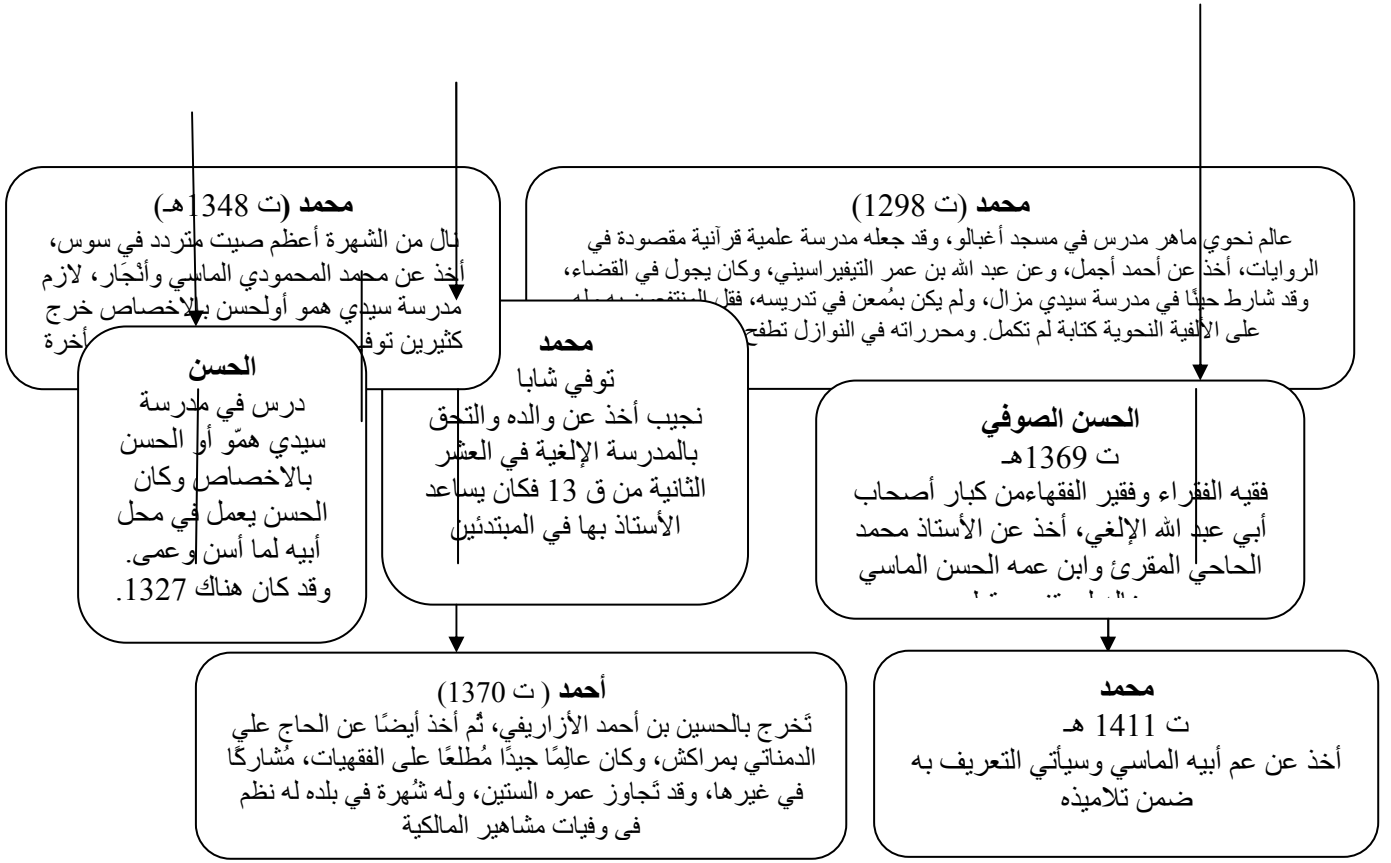 محمد (ت 1298)
عالم نحوي ماهر مدرس في مسجد أغبالو، وقد جعله مدرسة علمية قرآنية مقصودة في
الروايات، أخذ عن أحمد أجمل، وعن عبد الله بن عمر التيفيراسيني، وكان يجول في القضاء،
وقد شارط حينًا في مدرسة سيدي مزال، ولم يكن بمُمعن في تدريسه، فقل المنتفعون به وله
على الألفية النحوية كتابة لم تكمل. ومحرراته في النوازل تطفح
محمد (ت 1348هـ)
نال من الشهرة أعظم صيت متردد في سوس،
أخذ عن محمد المحمودي الماسي وأنْجَار، لازم
مدرسة سيدي همو أولحسن بالاخصاص خرج
كثيرين أخرة
محمد
توفي شابا
نجيب أخذ عن والده والتحق
بالمدرسة الإلغية في العشر
الثانية من ق 13 فكان يساعد
الأستاذ بها في المبتدئين
الحسن
درس في مدرسة
سيدي همّو أو الحسن
بالاخصاص وكان
الحسن يعمل في محل
أبيه لما أسن وعمى.
وقد كان هناك 1327.
الحسن الصوفي
ت 1369هـ
فقيه الفقراء وفقير الفقهاءمن كبار أصحاب
أبي عبد الله الإلغي، أخذ عن الأستاذ محمد
الحاحي المقرئ وابن عمه الحسن الماسي
محمد
ت 1411 هـ
أخذ عن عم أبيه الماسي وسيأتي التعريف به
ضمن تلاميذه
أحمد ( ت 1370)
تَخرج بالحسين بن أحمد الأزاريفي، ثُم أخذ أيضًا عن الحاج علي
الدمناتي بِمراكش، وكان عالِمًا جيدًا مُطلعًا على الفقهيات، مُشاركًا
في غيرها، وقد تَجاوز عمره الستين، وله شُهرة في بلده له نظم
في وفيات مشاهير المالكية